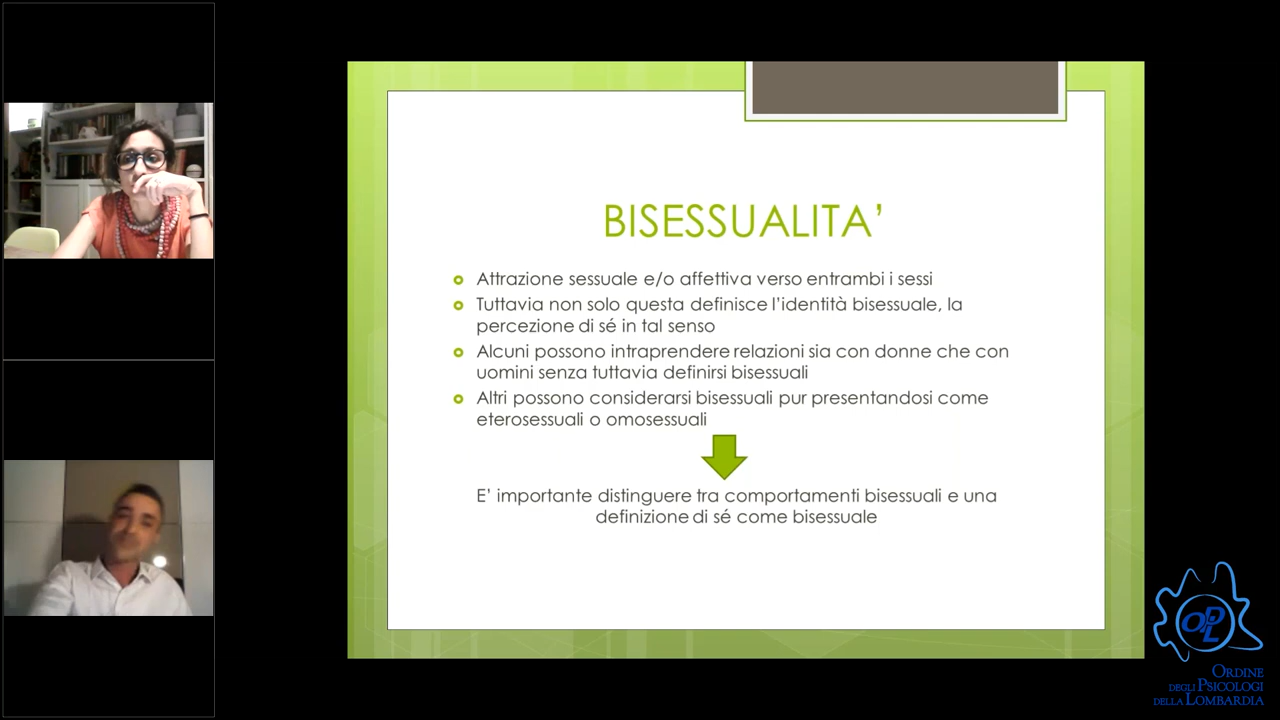 BISESSUALITA'
Attrazione sessuale e/o affettiva verso entrambi i sessi
Tuttavia non solo questa definisce l'identità bisessuale, la
percezione di sé in tal senso
Alcuni possono intraprendere relazioni sia con donne che con
uomini senza tuttavia definirsi bisessuali
Altri possono considerarsi bisessuali pur presentandosi come
eterosessuali o omosessuali
E' importante distinguere tra comportamenti bisessuali e una
definizione di sé come bisessuale
OPL
ORDINE
DEGLI PSICOLOGI
DELLA LOMBARDIA